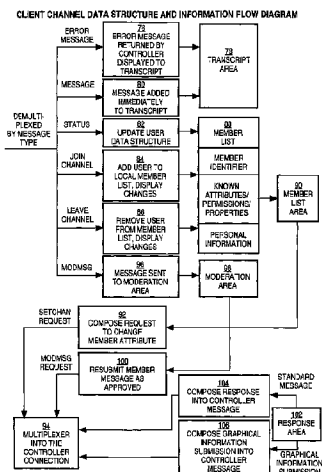 CLIENT CHANNEL DATA STRUCTURE AND INFORMATION FLOW DIAGRAM
ERROR
MESSAGE
76
ERROR MESSAGE
RETURNED BY
CONTROLLER
DISPLAYED TO
TRANSCRIPT
78
TRANSCRIPT
AREA
MESSAGE
80
MESSAGE ADDED
IMMEDIATELY
TO TRANSCRIPT
DEMULTI-
PLEXED
BY MESSAGE
TYPE
STATUS
82
UPDATE USER
DATA STRUCTURE
88
MEMBER
LIST
JOIN
CHANNEL
84
ADD USER TO
LOCAL MEMBER
LIST, DISPLAY
CHANGES
MEMBER
IDENTIFIER
KNOWN
ATTRIBUTES/
PERMISSIONS/
PROPERTIES
90
MEMBER
LIST
AREA
LEAVE
CHANNEL
86
REMOVE USER
FROM MEMBER
LIST, DISPLAY
CHANGES
PERSONAL
INFORMATION
MODMSG
96
MESSAGE SENT
TO MODERATION
AREA
98
MODERATION
AREA
SETCHAN
REQUEST
92
COMPOSE REQUEST
TO CHANGE
MEMBER ATTRIBUTE
MODMSG
REQUEST
100
RESUBMIT MEMBER
MESSAGE AS
APPROVED
STANDARD
MESSAGE
104
COMPOSE RESPONSE
INTO CONTROLLER
MESSAGE
102
RESPONSE
AREA
94
MULTIPLEXER
INTO THE
CONTROLLER
CONNECTION
106
COMPOSE GRAPHICAL
INFORMATION
SUBMISSION INTO
CONTROLLER
MESSAGE
GRAPHICAL
INFORMATION
SUBMISSION